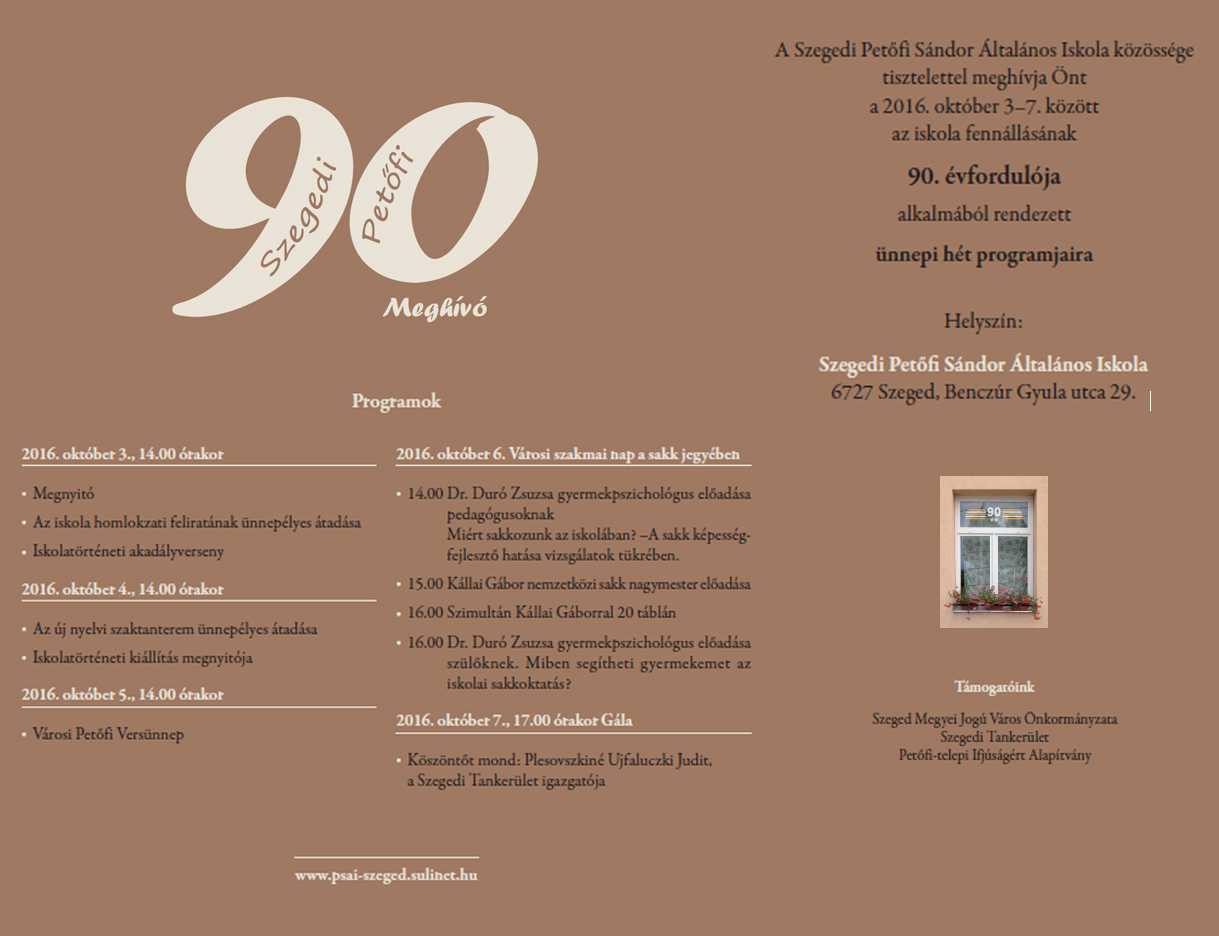 Szegedi
Petőfi
90
Meghívó
Programok
2016. október 3., 14.00 órakor
• Megnyitó
• Az iskola homlokzati feliratának ünnepélyes átadása
• Iskolatörténeti akadályverseny
2016. október 4., 14.00 órakor
• Az új nyelvi szaktanterem ünnepélyes átadása
• Iskolatörténeti kiállítás megnyitója
2016. október 5., 14.00 órakor
• Városi Petőfi Versünnep
2016. október 6. Városi szakmai nap a sakk jegyében
• 14.00 Dr. Duró Zsuzsa gyermekpszichológus előadása
pedagógusoknak
Miért sakkozunk az iskolában? –A sakk képesség-
fejlesztő hatása vizsgálatok tükrében.
• 15.00 Kállai Gábor nemzetközi sakk nagymester előadása
• 16.00 Szimultán Kállai Gáborral 20 táblán
• 16.00 Dr. Duró Zsuzsa gyermekpszichológus előadása
szülőknek. Miben segítheti gyermekemet az
iskolai sakkoktatás?
2016. október 7., 17.00 órakor Gála
• Köszöntőt mond: Plesovszkiné Ujfaluczki Judit,
a Szegedi Tankerület igazgatója
www.psai-szeged.sulinet.hu
A Szegedi Petőfi Sándor Általános Iskola közössége
tisztelettel meghívja Önt
a 2016. október 3–7. között
az iskola fennállásának
90. évfordulója
alkalmából rendezett
ünnepi hét programjaira
Helyszín:
Szegedi Petőfi Sándor Általános Iskola
6727 Szeged, Benczúr Gyula utca 29.
90
Támogatóink
Szeged Megyei Jogú Város Önkormányzata
Szegedi Tankerület
Petőfi-telepi Ifjúságért Alapítvány